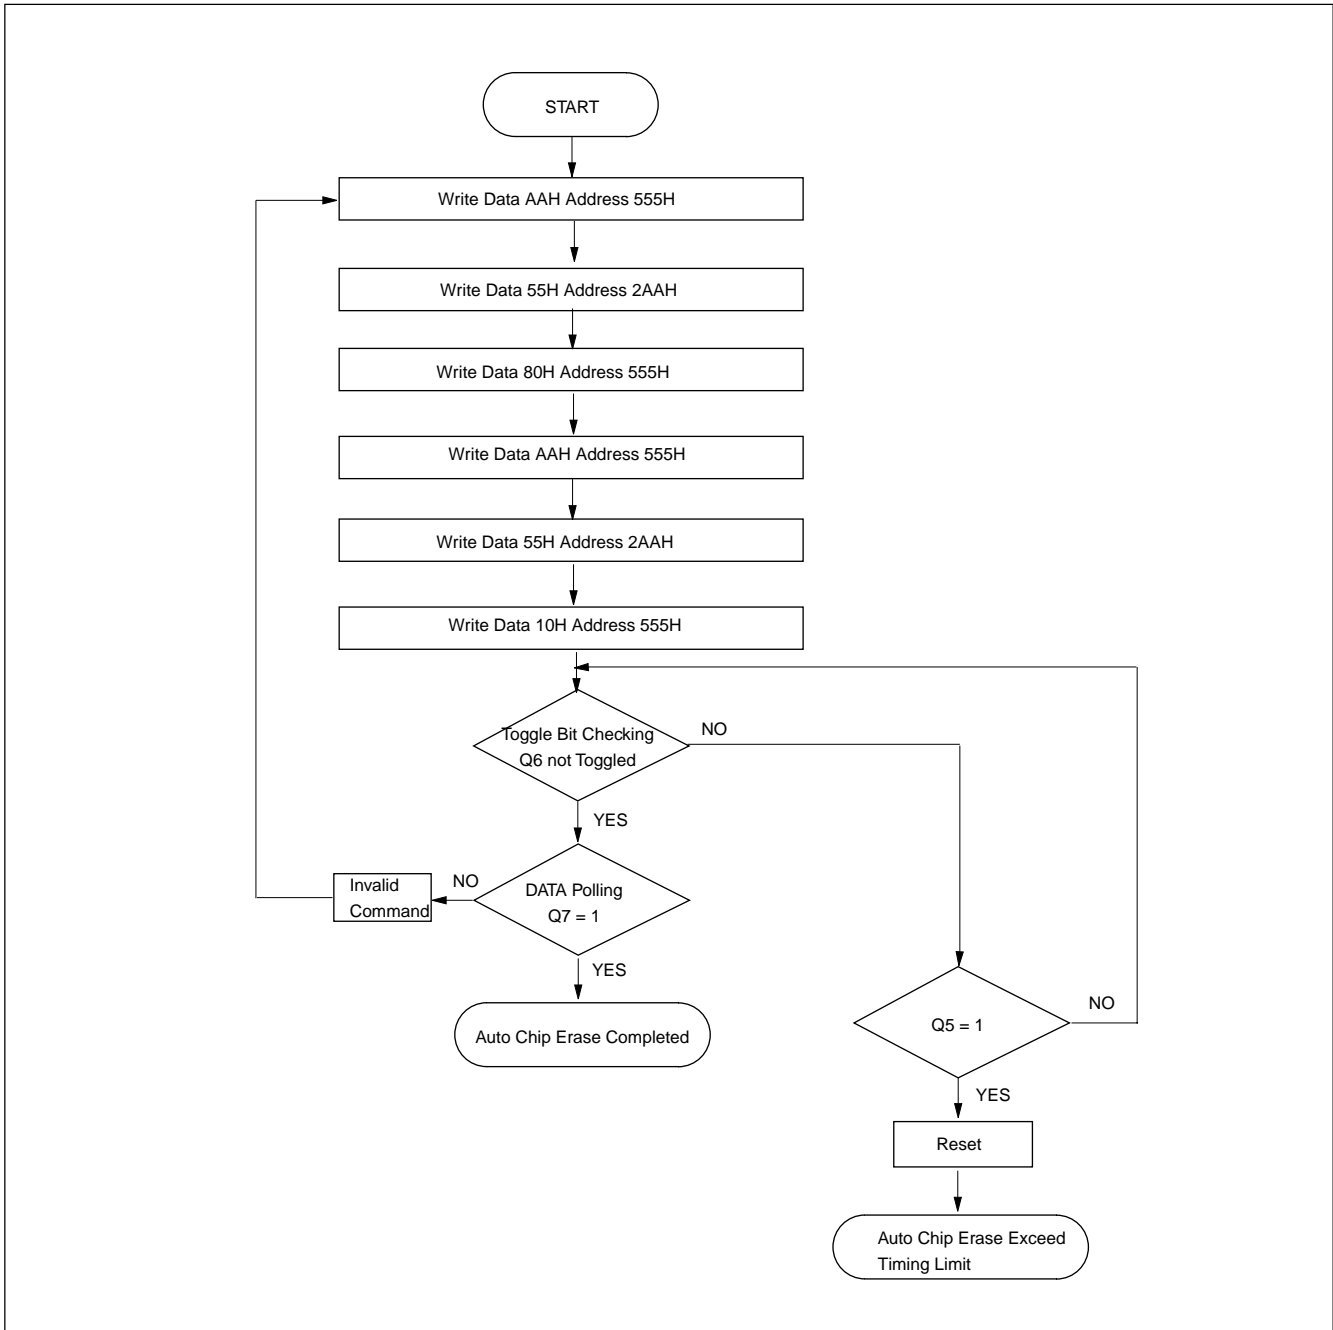 START
Write Data AAH Address 555H
Write Data 55H Address 2AAH
Write Data 80H Address 555H
Write Data AAH Address 555H
Write Data 55H Address 2AAH
Write Data 10H Address 555H
Toggle Bit Checking
Q6 not Toggled
NO
YES
Invalid
Command
NO
DATA Polling
Q7 = 1
YES
Auto Chip Erase Completed
Q5 = 1
NO
YES
Reset
Auto Chip Erase Exceed
Timing Limit